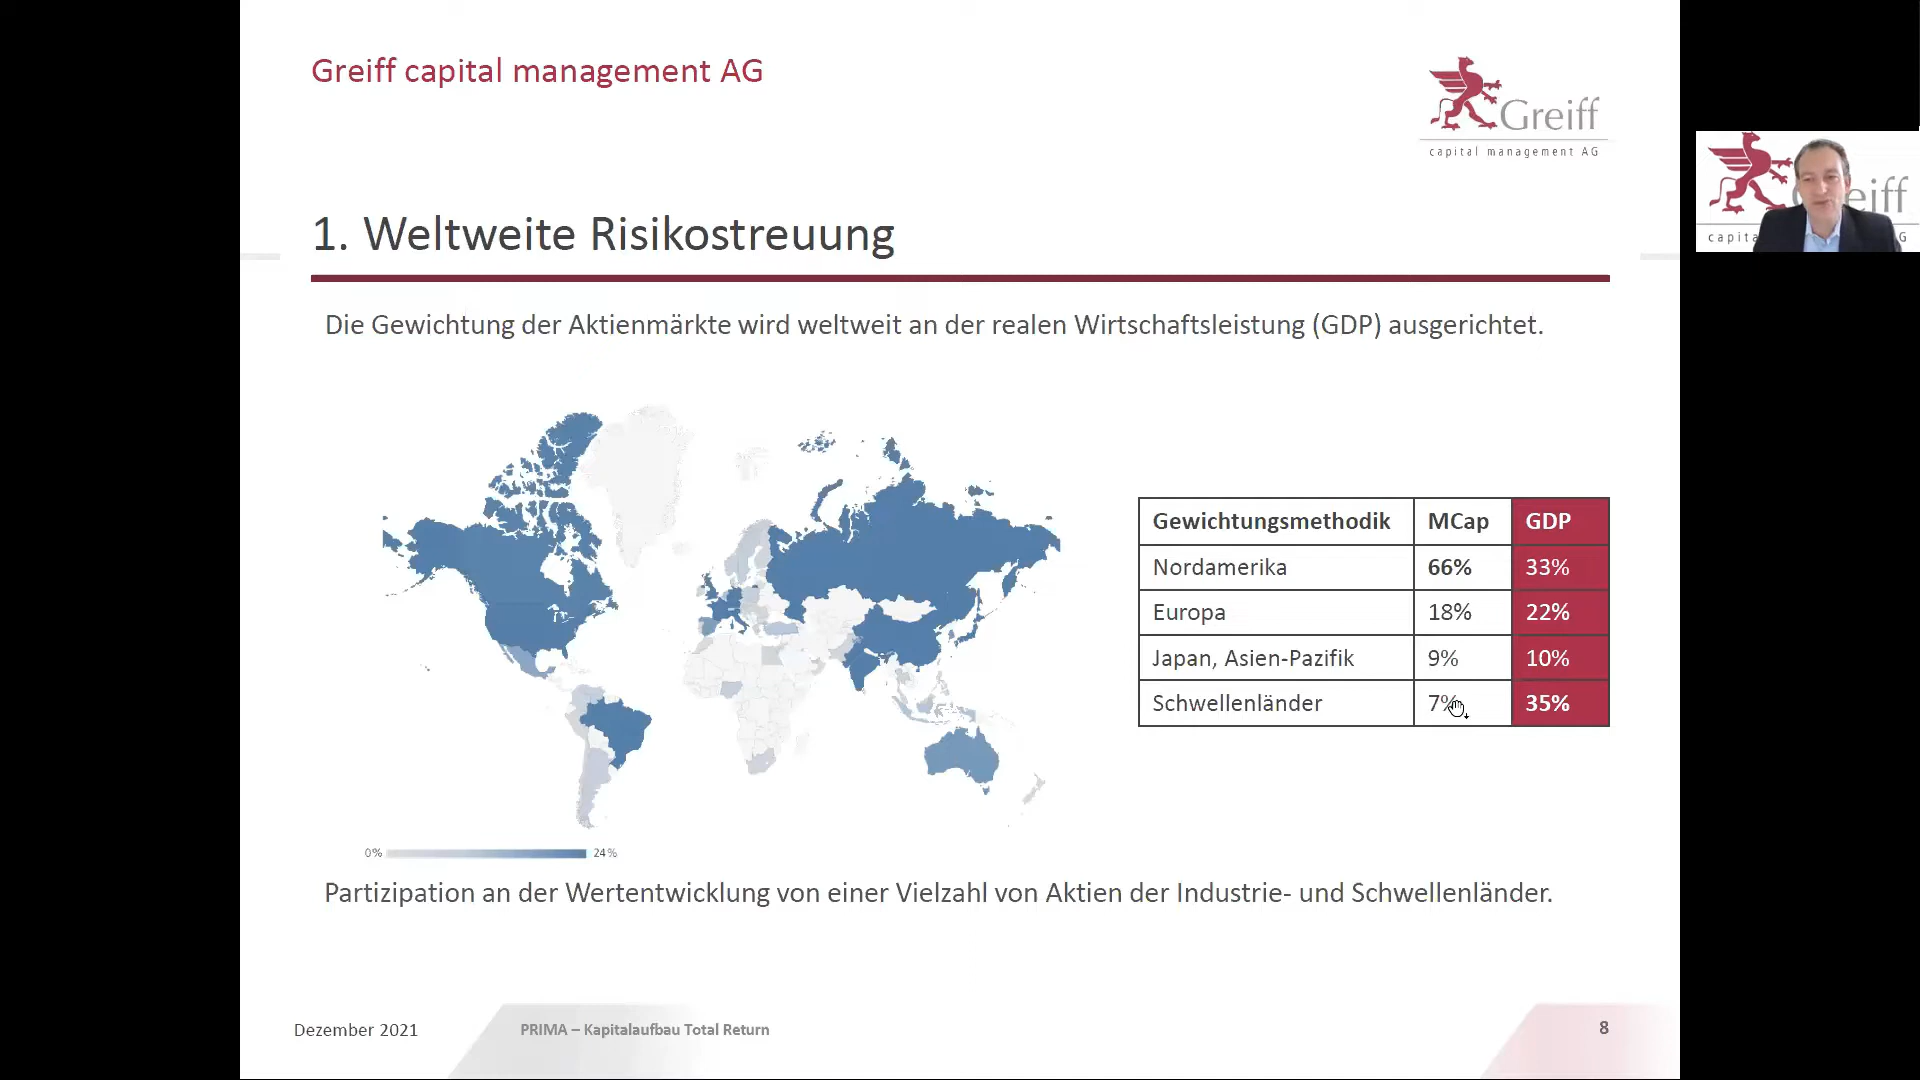 Greiff capital management AG
Greiff
capital management AG
eiff
capita
G
1. Weltweite Risikostreuung
Die Gewichtung der Aktienmärkte wird weltweit an der realen Wirtschaftsleistung (GDP) ausgerichtet.
Gewichtungsmethodik MCap GDP
Nordamerika 66% 33%
Europa 18% 22%
Japan, Asien-Pazifik 9% 10%
Schwellenländer 7% 35%
0% 24%
Partizipation an der Wertentwicklung von einer Vielzahl von Aktien der Industrie- und Schwellenländer.
Dezember 2021 PRIMA – Kapitalaufbau Total Return 8